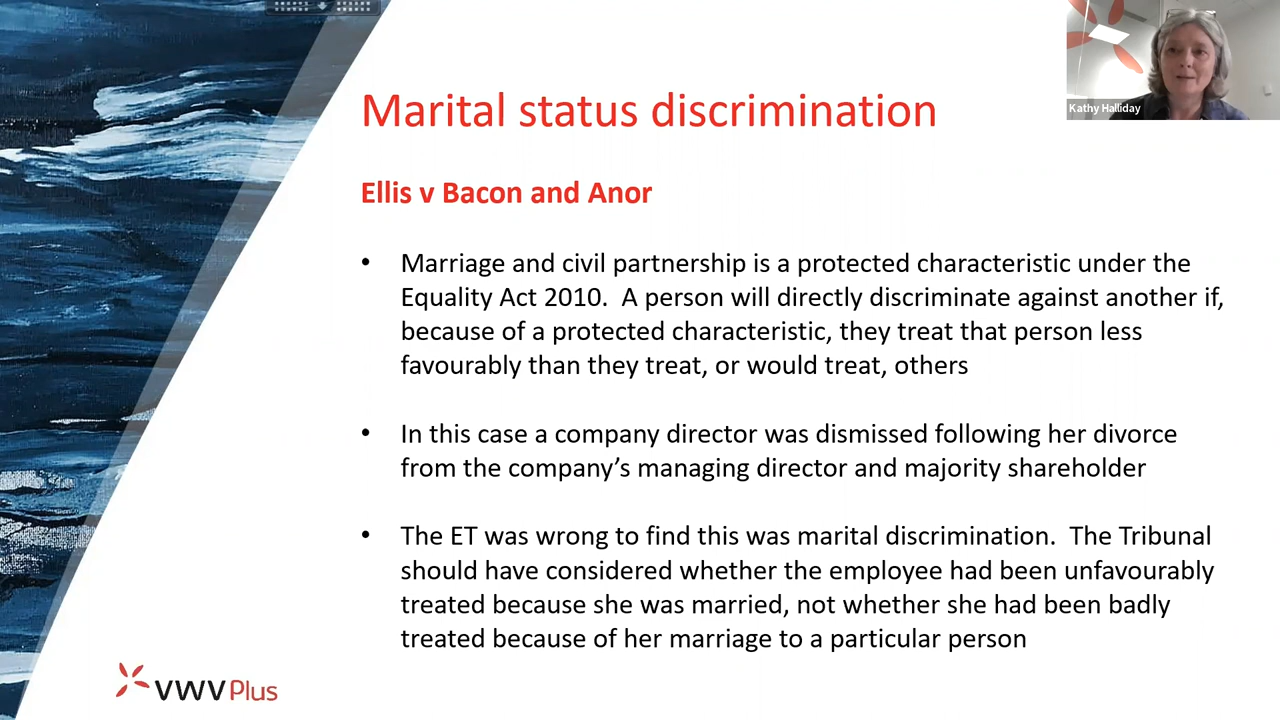 Marital status discrimination
Kathy Halliday
Ellis v Bacon and Anor
• Marriage and civil partnership is a protected characteristic under the
Equality Act 2010.  A person will directly discriminate against another if,
because of a protected characteristic, they treat that person less
favourably than they treat, or would treat, others
• In this case a company director was dismissed following her divorce
from the company’s managing director and majority shareholder
• The ET was wrong to find this was marital discrimination.  The Tribunal
should have considered whether the employee had been unfavourably
treated because she was married, not whether she had been badly
treated because of her marriage to a particular person
VWV Plus